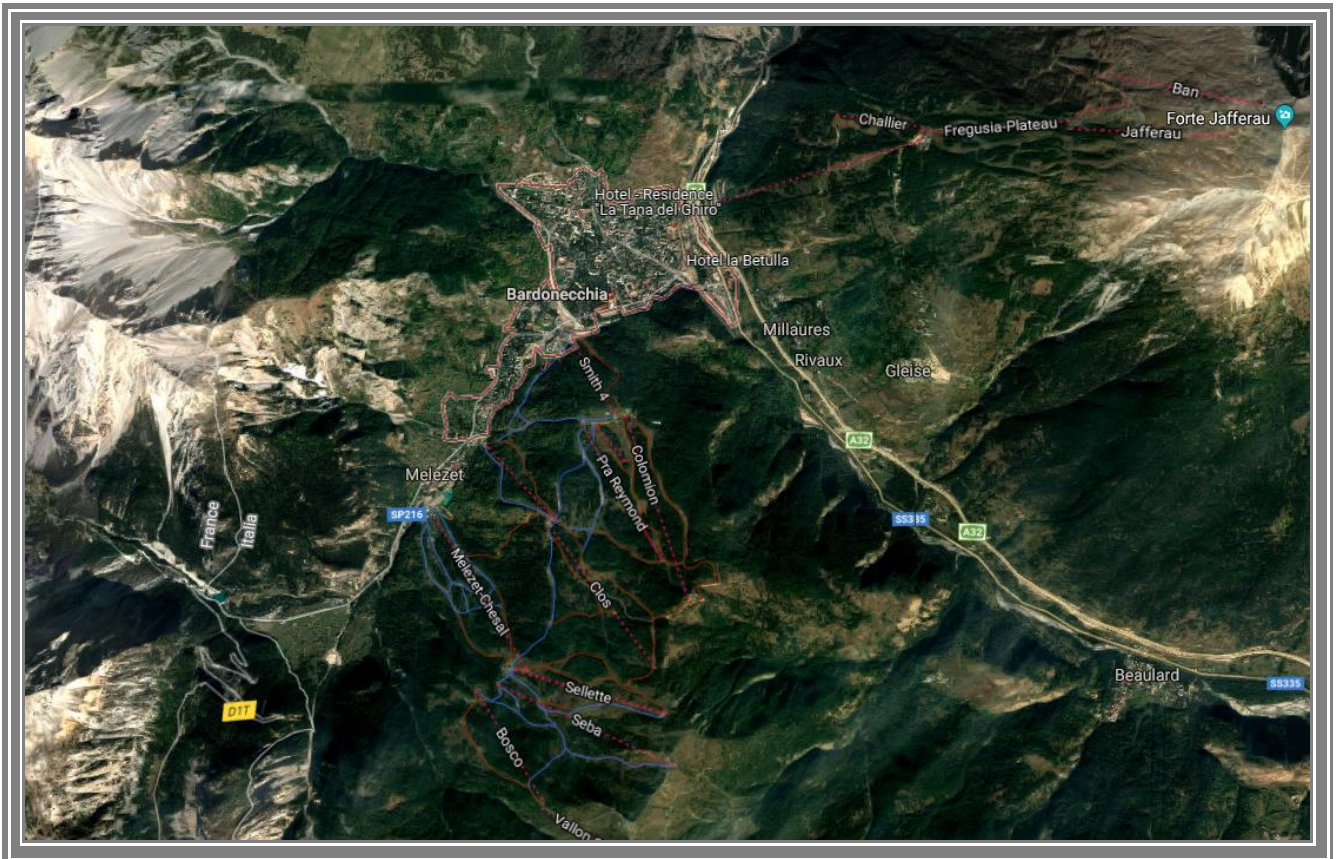 Ban
Forte Jafferau
Challier
Fregusia-Plateau
Jafferau
Hotel - Residence
La Tana del Ghiro
Hotel la Betulla
Bardonecchia
Millaures
Rivaux
Gleise
Smith 4
Colomion
Pra Reymond
A32
Melezet
SP216
France
Italia
SS335
A32
Melezet-Chesal
Clos
Beaulard
SS335
Sellette
Seba
D1T
Bosco
Vallon